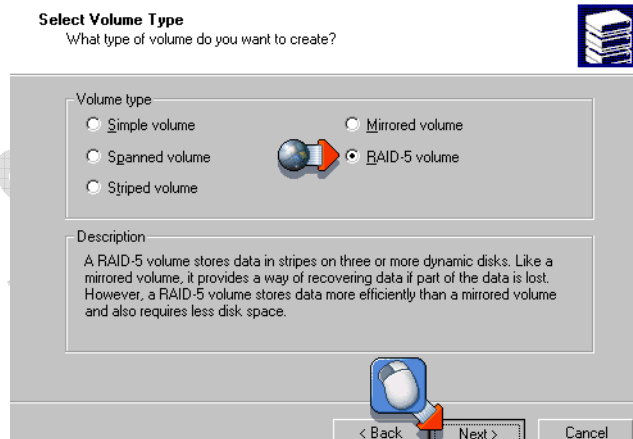 Select Volume Type
What type of volume do you want to create?
Volume type
Simple volume
Mirrored volume
Spanned volume
RAID-5 volume
Striped volume
Description
A RAID-5 volume stores data in stripes on three or more dynamic disks. Like a
mirrored volume, it provides a way of recovering data if part of the data is lost.
However, a RAID-5 volume stores data more efficiently than a mirrored volume
and also requires less disk space.
< Back Next > Cancel